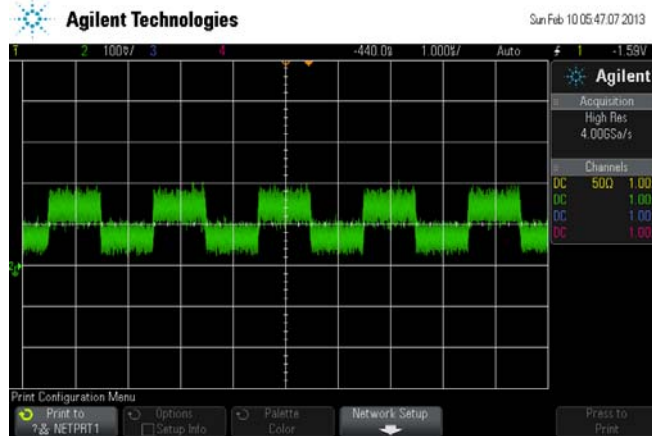 Agilent Technologies
Sun Feb 10 05:47:07 2013
1 2 100V/ 3 4 -440.0s 1.000s/ Auto 1 -1.59V
Agilent
Acquisition
High Res
4.00GSa/s
Channels
DC 50Ω 1.00
DC 1.00
DC 1.00
DC 1.00
2
Print Configuration Menu
Print to
NETPRT1
Options
Setup Info
Palette
Color
Network Setup
Press to
Print